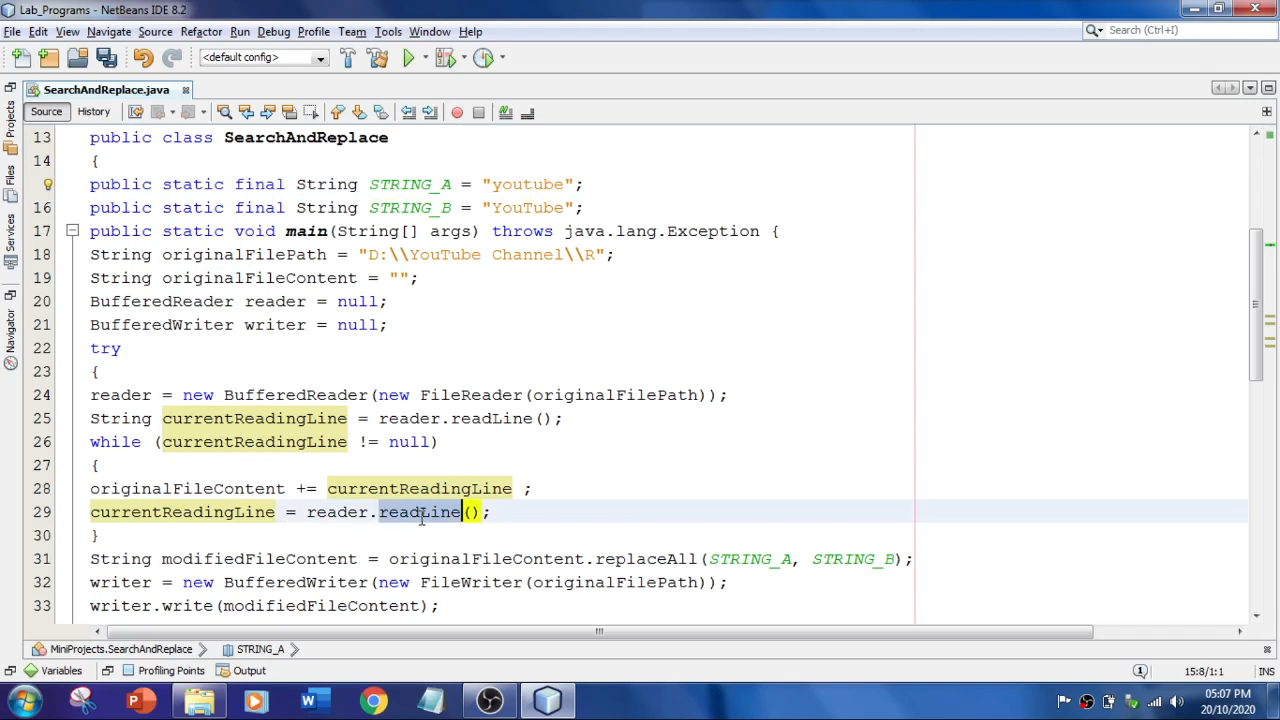 Lab_Programs - NetBeans IDE 8.2
File Edit View Navigate Source Refactor Run Debug Profile Team Tools Window Help
Search (Ctrl+I)
<default config>
SearchAndReplace.java
Source History
Projects
Files
Services
Navigator
13 public class SearchAndReplace
14 {
public static final String STRING_A = "youtube";
16 public static final String STRING_B = "YouTube";
17 public static void main(String[] args) throws java.lang.Exception {
18 String originalFilePath = "D:\\YouTube Channel\\R";
19 String originalFileContent = "";
20 BufferedReader reader = null;
21 BufferedWriter writer = null;
22 try
23 {
24 reader = new BufferedReader(new FileReader(originalFilePath));
25 String currentReadingLine = reader.readLine();
26 while (currentReadingLine != null)
27 {
28 originalFileContent += currentReadingLine ;
29 currentReadingLine = reader.readLine();
30 }
31 String modifiedFileContent = originalFileContent.replaceAll(STRING_A, STRING_B);
32 writer = new BufferedWriter(new FileWriter(originalFilePath));
33 writer.write(modifiedFileContent);
MiniProjects.SearchAndReplace STRING_A
Variables Profiling Points Output
1 15:8/1:1 INS
05:07 PM
20/10/2020